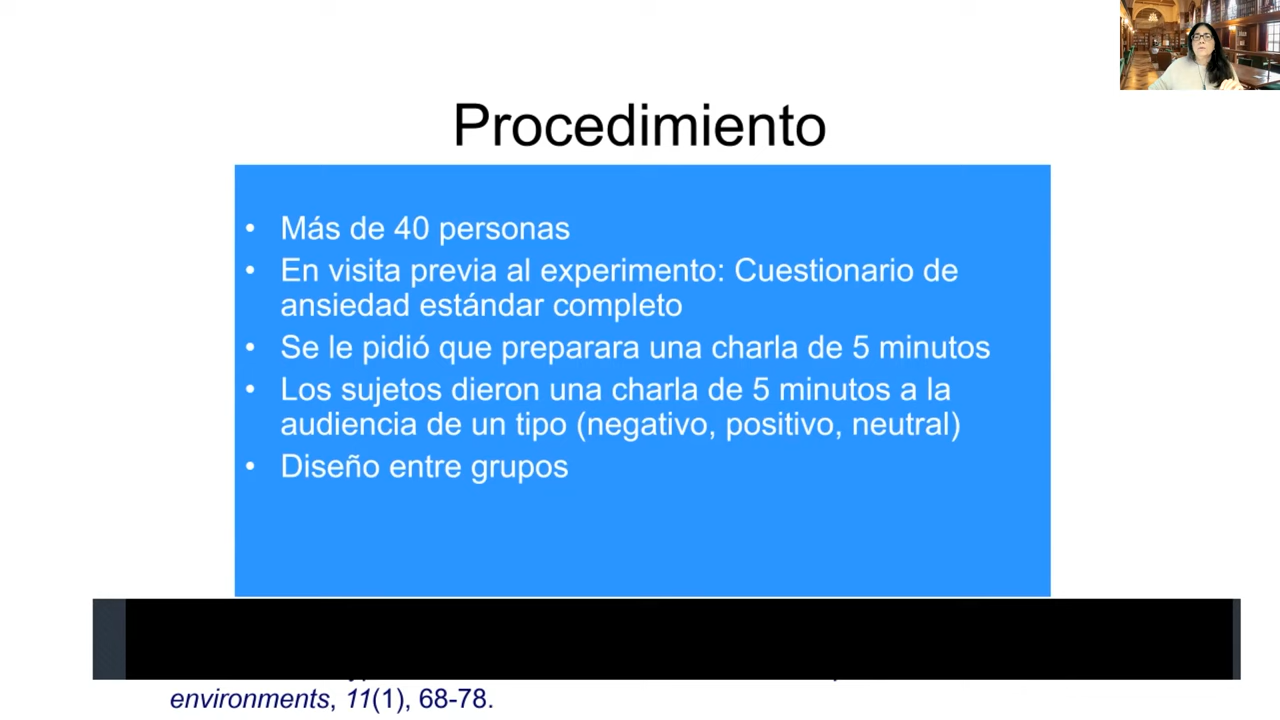 Procedimiento
• Más de 40 personas
• En visita previa al experimento: Cuestionario de
ansiedad estándar completo
• Se le pidió que preparara una charla de 5 minutos
• Los sujetos dieron una charla de 5 minutos a la
audiencia de un tipo (negativo, positivo, neutral)
• Diseño entre grupos
environments, 11(1), 68-78.